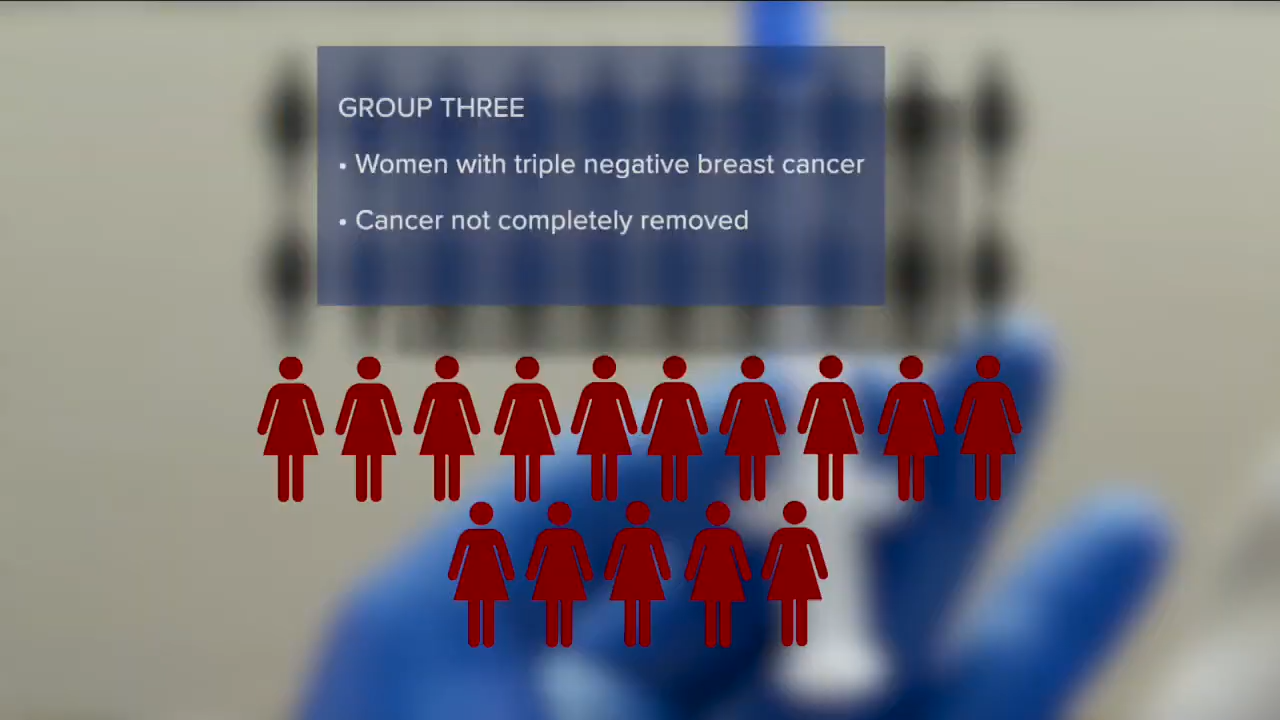 GROUP THREE
• Women with triple negative breast cancer
• Cancer not completely removed